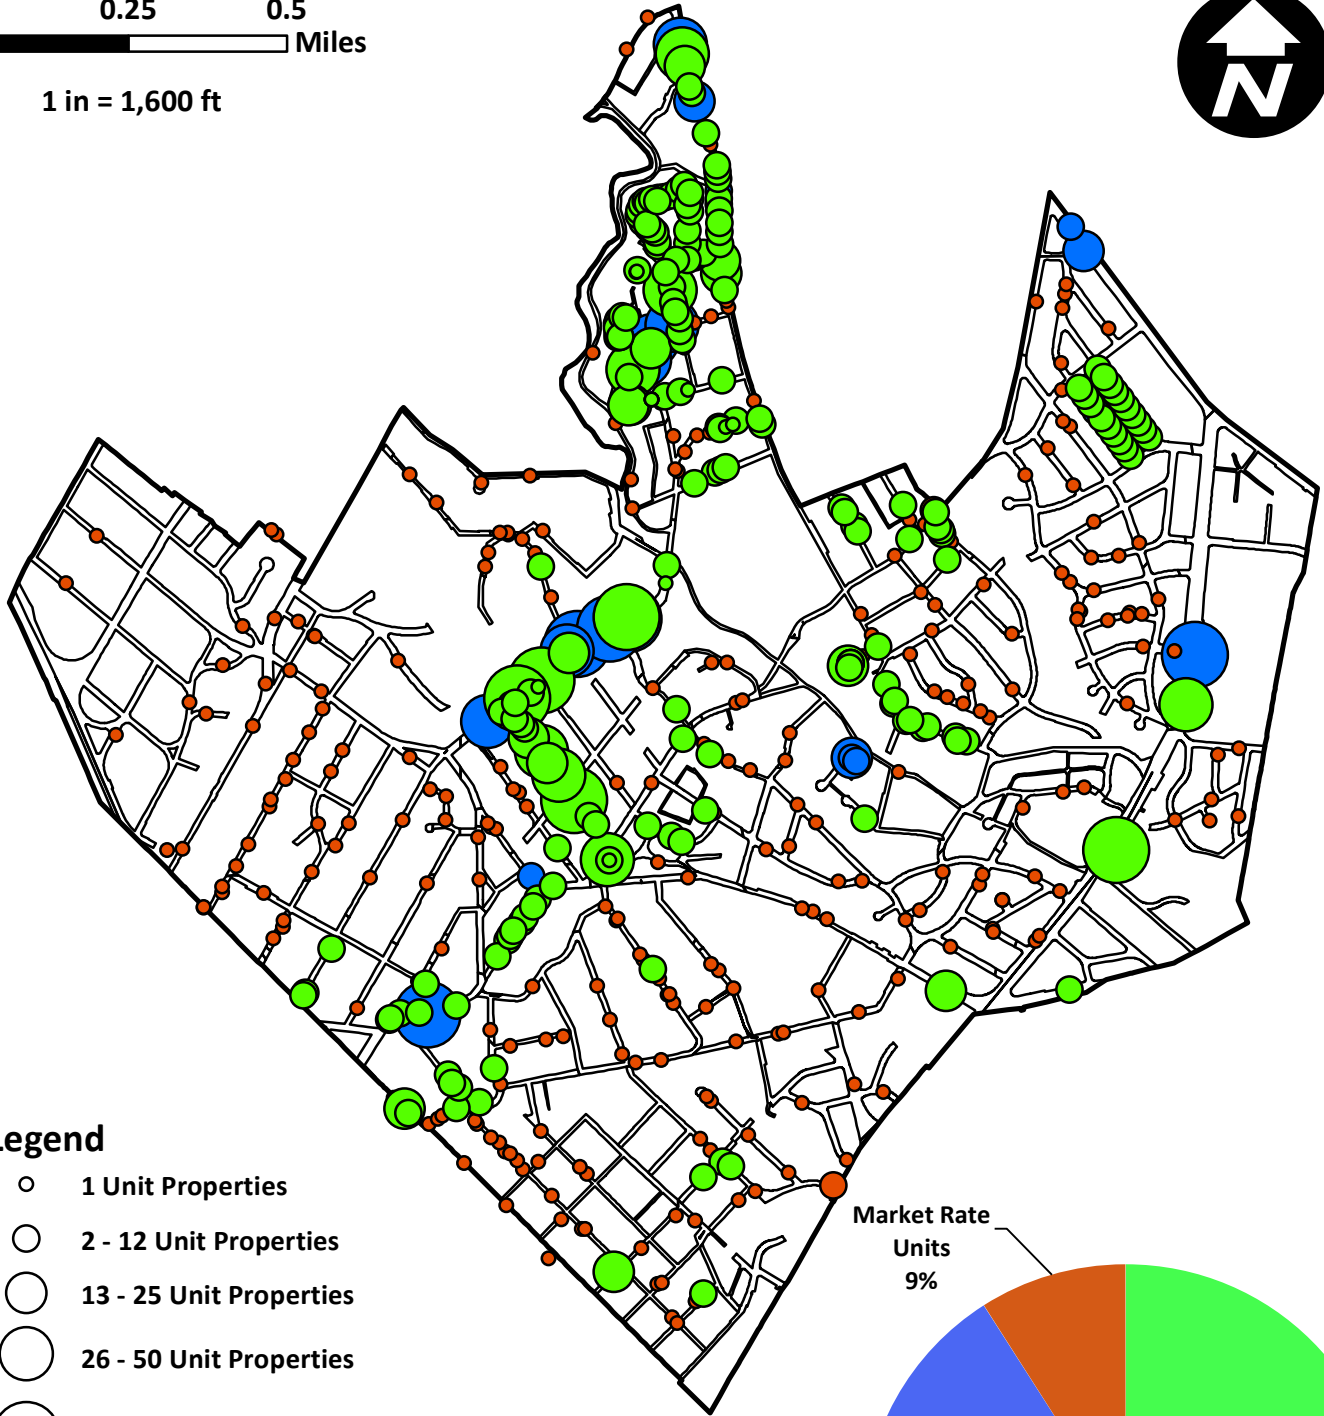 0.25 0.5
Miles
1 in = 1,600 ft
N
Legend
1 Unit Properties
2 - 12 Unit Properties
13 - 25 Unit Properties
26 - 50 Unit Properties
Market Rate
Units
9%